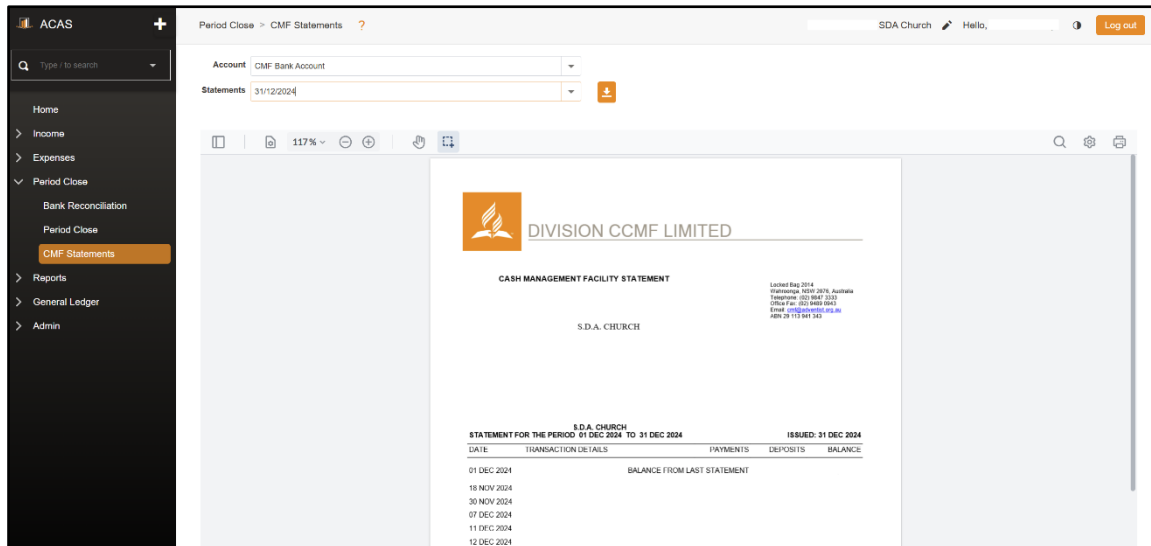 ACAS +
Period Close > CMF Statements ?
SDA Church Hello,
Log out
Type / to search
Home
Income
Expenses
Period Close
Bank Reconciliation
Period Close
CMF Statements
Reports
General Ledger
Admin
Account CMF Bank Account
Statements 31/12/2024
117%
DIVISION CCMF LIMITED
CASH MANAGEMENT FACILITY STATEMENT
Locked Bag 2014
Wahroonga, NSW 2076, Australia
Telephone: (02) 9847 3333
Office Fax: (02) 9489 0943
Email: cmf@adventist.org.au
ABN 29 113 941 343
S.D.A. CHURCH
S.D.A. CHURCH
STATEMENT FOR THE PERIOD 01 DEC 2024 TO 31 DEC 2024 ISSUED: 31 DEC 2024
DATE TRANSACTION DETAILS PAYMENTS DEPOSITS BALANCE
01 DEC 2024 BALANCE FROM LAST STATEMENT
18 NOV 2024
30 NOV 2024
07 DEC 2024
11 DEC 2024
12 DEC 2024